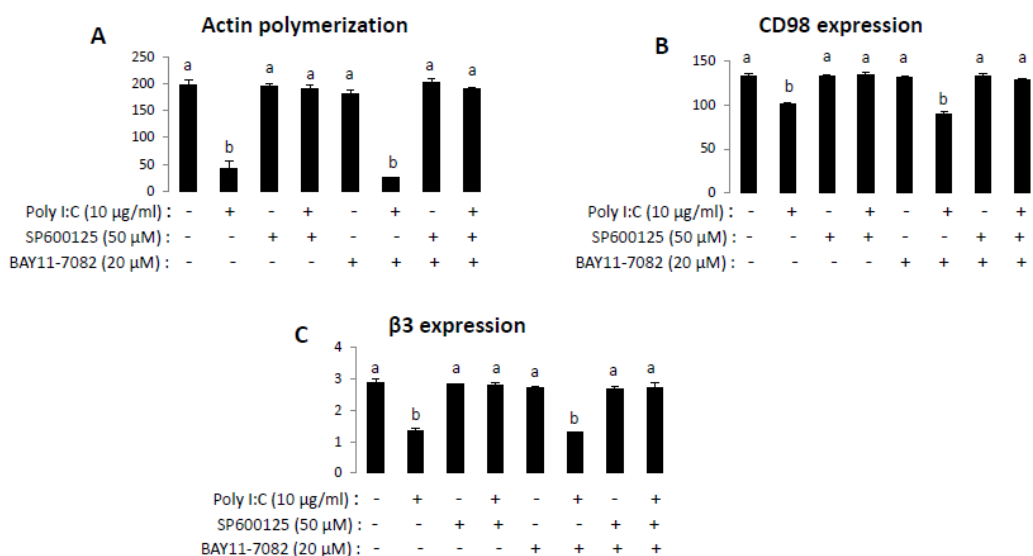 A
Actin polymerization
250
200
150
100
50
0
a b a a a b a a
Poly I:C (10 µg/ml) : - + - + - + - +
SP600125 (50 µM) : - - + + - - + +
BAY11-7082 (20 µM) : - - - - + + + +
B
CD98 expression
150
100
50
0
a b a a a b a a
Poly I:C (10 µg/ml) : - + - + - + - +
SP600125 (50 µM) : - - + + - - + +
BAY11-7082 (20 µM) : - - - - + + + +
C
β3 expression
4
3
2
1
0
a b a a a b a a
Poly I:C (10 µg/ml) : - + - + - + - +
SP600125 (50 µM) : - - + + - - + +
BAY11-7082 (20 µM) : - - - - + + + +